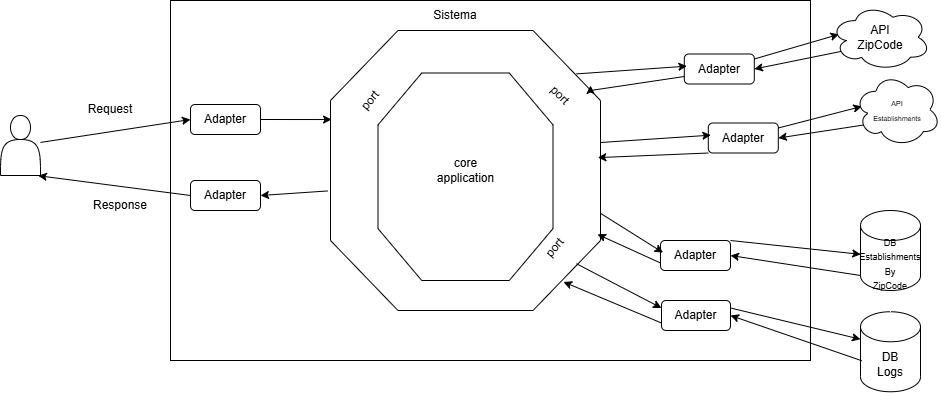 Sistema
API
ZipCode
port
port
Adapter
Request
Adapter
API
Establishments
Adapter
core
application
Adapter
Response
port
Adapter
DB
Establishments
By
ZipCode
Adapter
DB
Logs